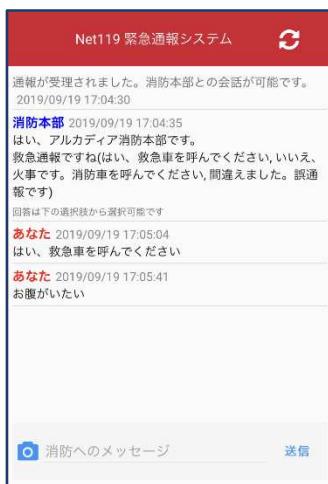 Net119 緊急通報システム
通報が受理されました。消防本部との会話が可能です。
2019/09/19 17:04:30
消防本部 2019/09/19 17:04:35
はい、アルカディア消防本部です。
救急通報ですね(はい、救急車を呼んでください, いいえ、
火事です。消防車を呼んでください, 間違えました。誤通
報です)
回答は下の選択肢から選択可能です
あなた 2019/09/19 17:05:04
はい、救急車を呼んでください
あなた 2019/09/19 17:05:41
お腹がいたい
消防へのメッセージ 送信